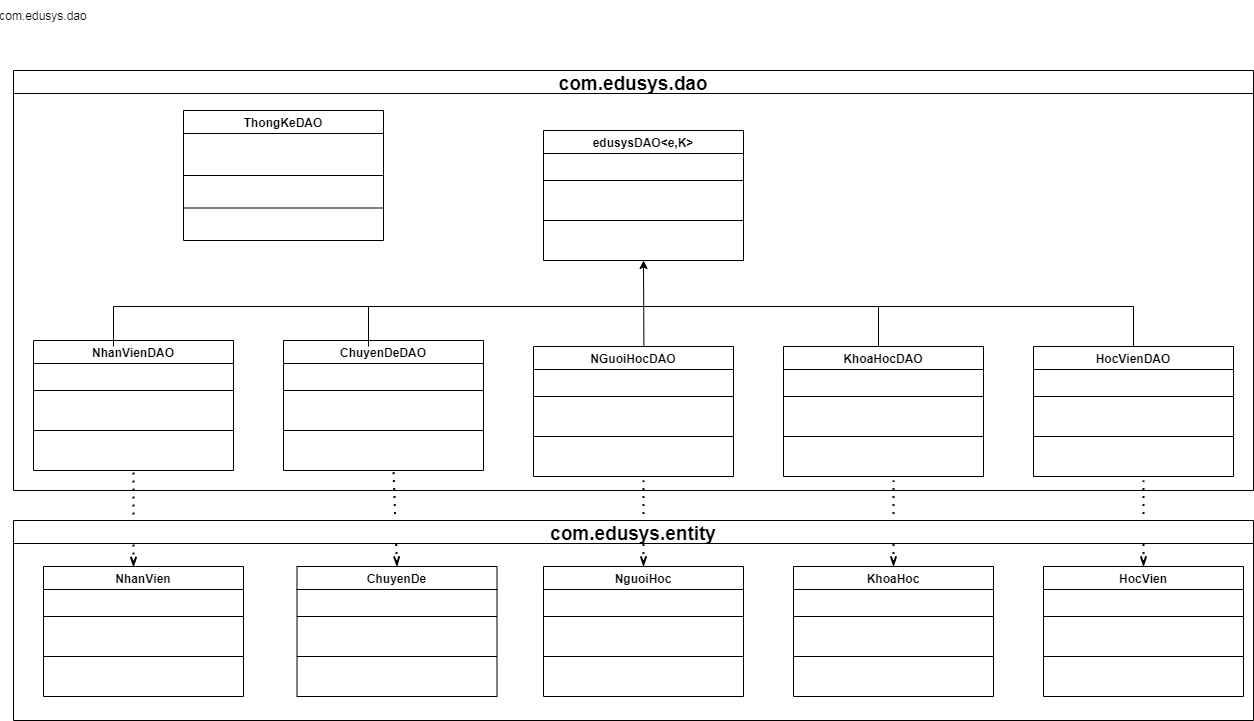 com.edusys.dao
com.edusys.dao
ThongKeDAO
edusysDAO<e,K>
NhanVienDAO
ChuyenDeDAO
NGuoiHocDAO
KhoaHocDAO
HocVienDAO
com.edusys.entity
NhanVien
ChuyenDe
NguoiHoc
KhoaHoc
HocVien